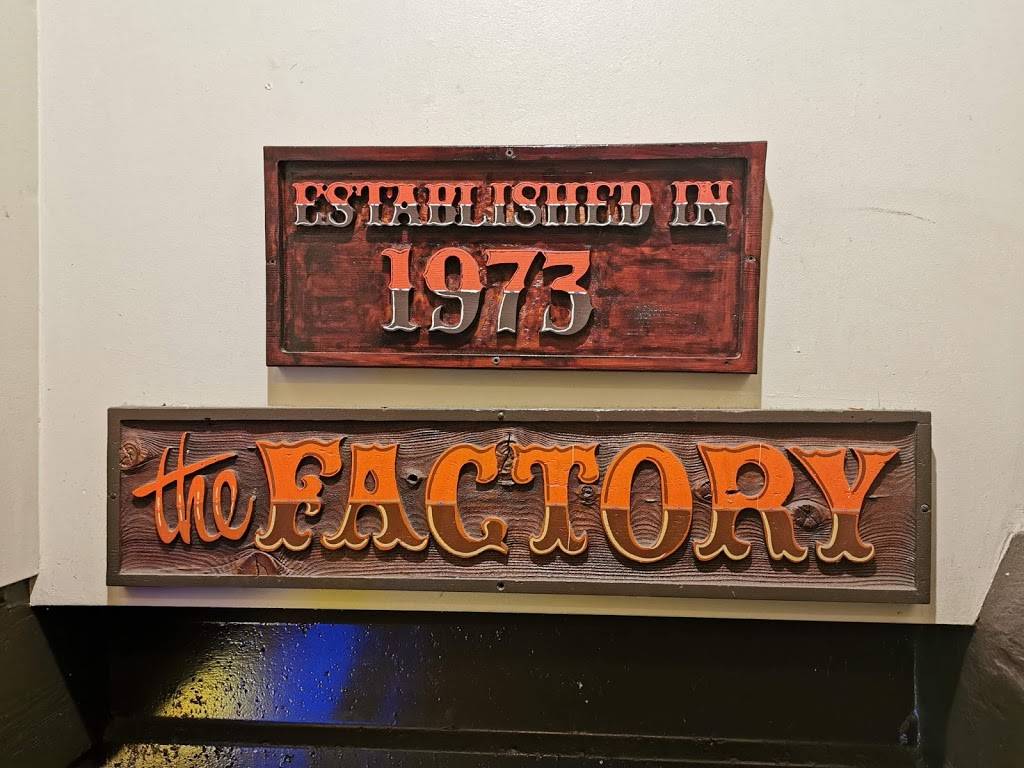 ESTABLISHED IN
1973
the FACTORY